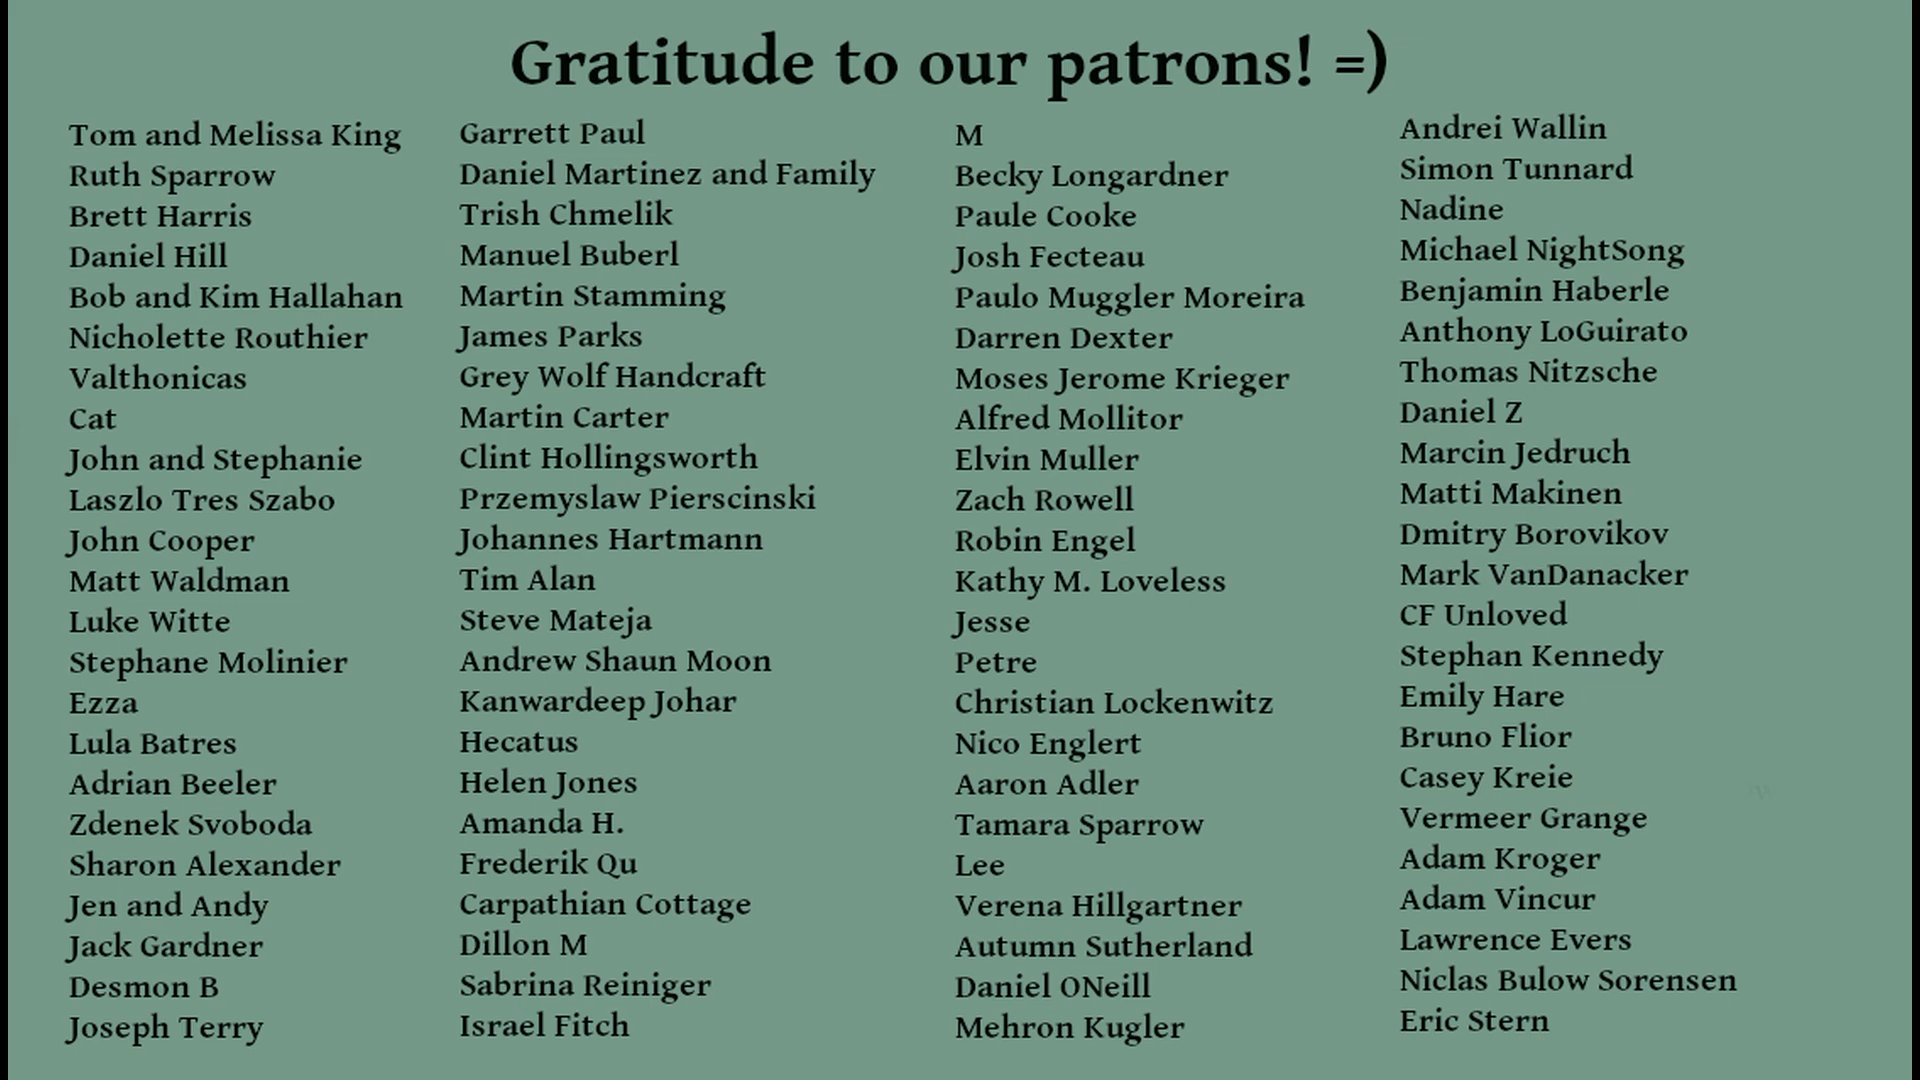 Gratitude to our patrons! =)
Tom and Melissa King
Ruth Sparrow
Brett Harris
Daniel Hill
Bob and Kim Hallahan
Nicholette Routhier
Valthonicas
Cat
John and Stephanie
Laszlo Tres Szabo
John Cooper
Matt Waldman
Luke Witte
Stephane Molinier
Ezza
Lula Batres
Adrian Beeler
Zdenek Svoboda
Sharon Alexander
Jen and Andy
Jack Gardner
Desmon B
Joseph Terry
Garrett Paul
Daniel Martinez and Family
Trish Chmelik
Manuel Buberl
Martin Stamming
James Parks
Grey Wolf Handcraft
Martin Carter
Clint Hollingsworth
Przemyslaw Pierscinski
Johannes Hartmann
Tim Alan
Steve Mateja
Andrew Shaun Moon
Kanwardeep Johar
Hecatus
Helen Jones
Amanda H.
Frederik Qu
Carpathian Cottage
Dillon M
Sabrina Reiniger
Israel Fitch
M
Becky Longardner
Paule Cooke
Josh Fecteau
Paulo Muggler Moreira
Darren Dexter
Moses Jerome Krieger
Alfred Mollitor
Elvin Muller
Zach Rowell
Robin Engel
Kathy M. Loveless
Jesse
Petre
Christian Lockenwitz
Nico Englert
Aaron Adler
Tamara Sparrow
Lee
Verena Hillgartner
Autumn Sutherland
Daniel ONeill
Mehron Kugler
Andrei Wallin
Simon Tunnard
Nadine
Michael NightSong
Benjamin Haberle
Anthony LoGuirato
Thomas Nitzsche
Daniel Z
Marcin Jedruch
Matti Makinen
Dmitry Borovikov
Mark VanDanacker
CF Unloved
Stephan Kennedy
Emily Hare
Bruno Flior
Casey Kreie
Vermeer Grange
Adam Kroger
Adam Vincur
Lawrence Evers
Niclas Bulow Sorensen
Eric Stern